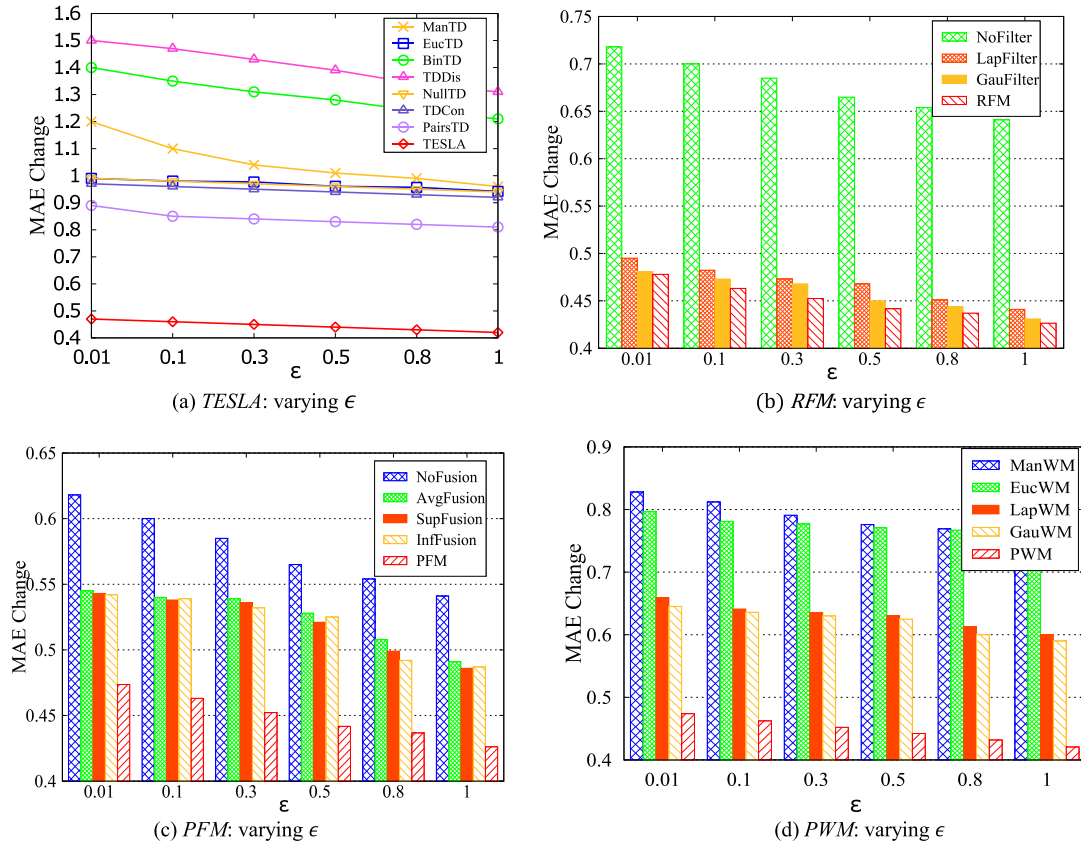 1.6
1.5
1.4
1.3
1.2
1.1
1
0.9
0.8
0.7
0.6
0.5
0.4
MAE Change
ManTD
EucTD
BinTD
TDDis
NullTD
TDCon
PairsTD
TESLA
0.01 0.1 0.3 0.5 0.8 1
ε
(a) TESLA: varying ϵ
0.75
0.7
0.65
0.6
0.55
0.5
0.45
0.4
MAE Change
NoFilter
LapFilter
GauFilter
RFM
0.01 0.1 0.3 0.5 0.8 1
ε
(b) RFM: varying ϵ
0.65
0.6
0.55
0.5
0.45
0.4
MAE Change
NoFusion
AvgFusion
SupFusion
InfFusion
PFM
0.01 0.1 0.3 0.5 0.8 1
ε
(c) PFM: varying ϵ
0.9
0.8
0.7
0.6
0.5
0.4
MAE Change
ManWM
EucWM
LapWM
GauWM
PWM
0.01 0.1 0.3 0.5 0.8 1
ε
(d) PWM: varying ϵ